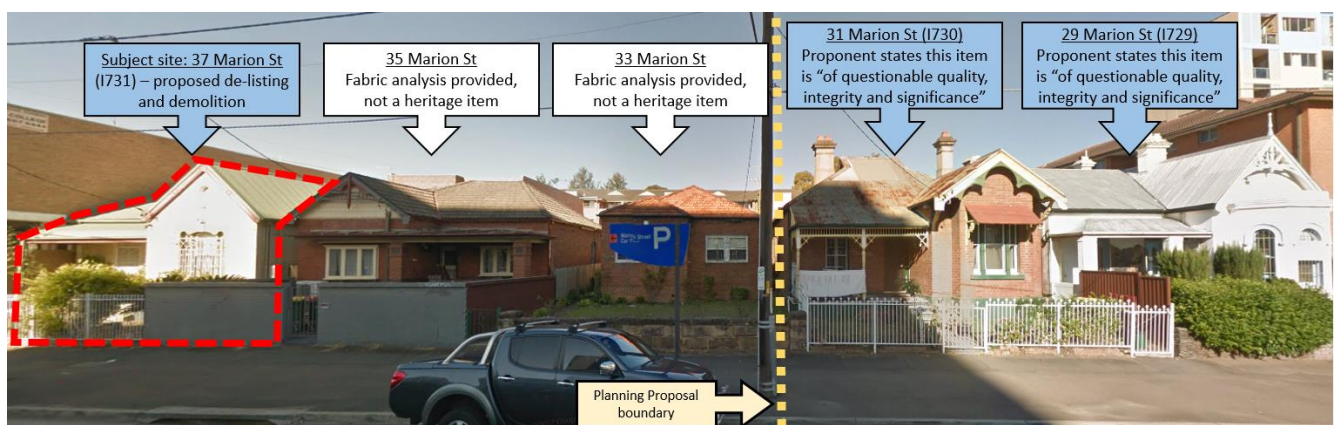 Subject site: 37 Marion St
(I731) – proposed de-listing
and demolition
35 Marion St
Fabric analysis provided,
not a heritage item
33 Marion St
Fabric analysis provided,
not a heritage item
31 Marion St (I730)
Proponent states this item
is “of questionable quality,
integrity and significance”
29 Marion St (I729)
Proponent states this item
is “of questionable quality,
integrity and significance”
P
Planning Proposal
boundary